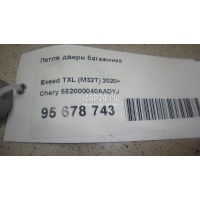 Петля двери багажника
Exeed TXL (M32T) 2020>
Chery 552000040AADYJ
95 678 743